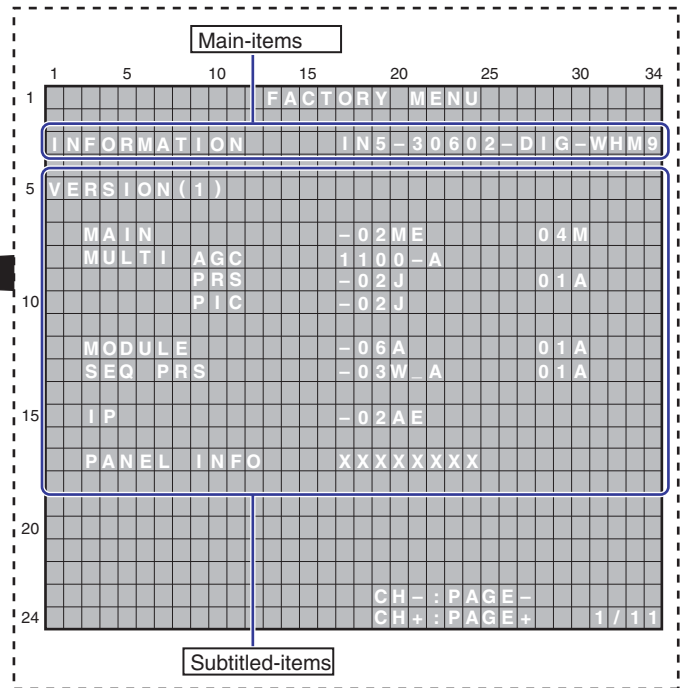 Main-items
1 5 10 15 20 25 30 34
1 FACTORY MENU
INFORMATION IN5-30602-DIG-WHM9
5 VERSION(1)
MAIN -02ME 04M
MULTI AGC 1100-A
PRS -02J 01A
10 PIC -02J
MODULE -06A 01A
SEQ PRS -03W_A 01A
15 IP -02AE
PANEL INFO XXXXXXXX
20
CH-:PAGE-
24 CH+:PAGE+ 1/11
Subtitled-items